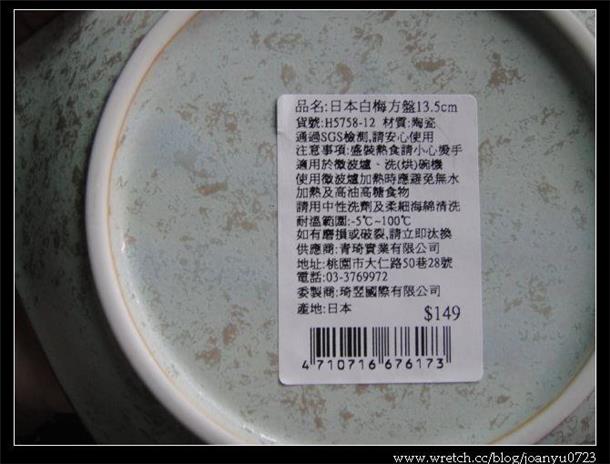 品名:日本白梅方盤13.5cm
貨號:H5758-12 材質:陶瓷
通過SGS檢測,請安心使用
注意事項:盛裝熱食請小心燙手
適用於微波爐、洗(烘)碗機
使用微波爐加熱時應避免無水
加熱及高油高糖食物
請用中性洗劑及柔細海綿清洗
耐溫範圍:-5℃~100℃
如有磨損或破裂,請立即汰換
供應商:青琦實業有限公司
地址:桃園市大仁路50巷28號
電話:03-3769972
委製商:琦翌國際有限公司
產地:日本
$149
4 710716 676173
www.wretch.cc/blog/joanyu0723